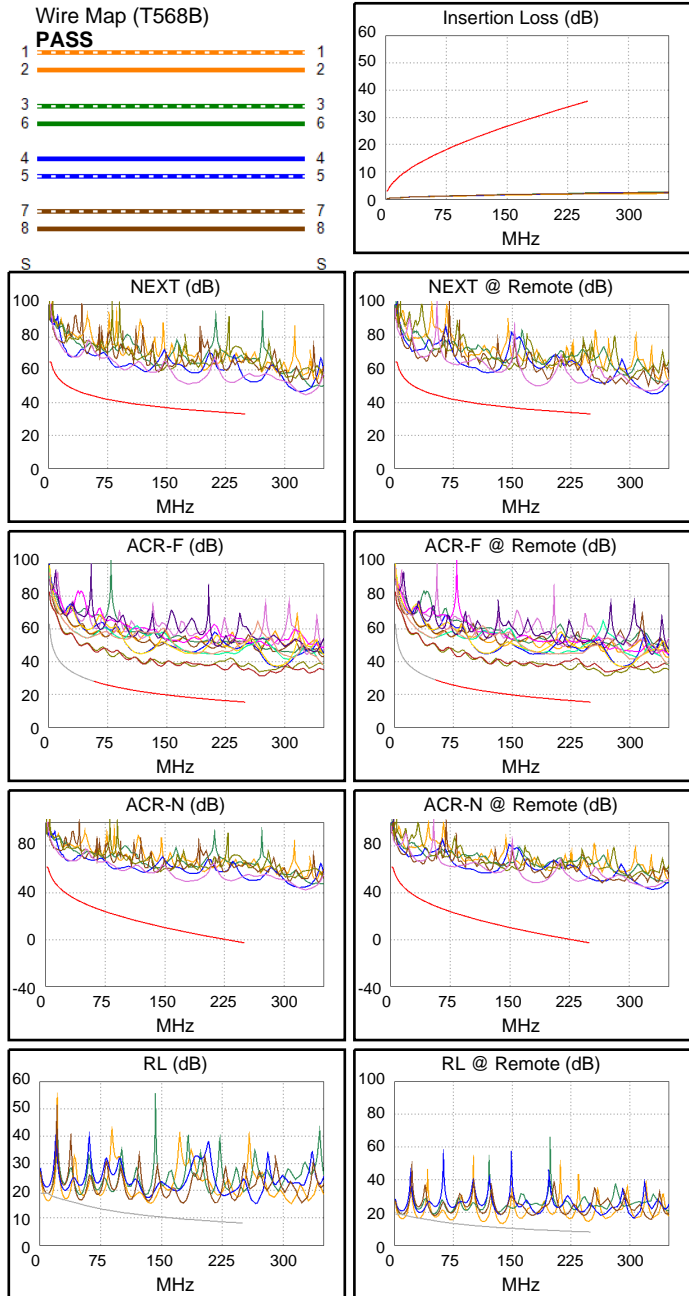 Wire Map (T568B)
PASS
1 1
2 2
3 3
6 6
4 4
5 5
7 7
8 8
S S
Insertion Loss (dB)
60
50
40
30
20
10
0
0 75 150 225 300
MHz
NEXT (dB)
100
80
60
40
20
0
0 75 150 225 300
MHz
NEXT @ Remote (dB)
100
80
60
40
20
0
0 75 150 225 300
MHz
ACR-F (dB)
100
80
60
40
20
0
0 75 150 225 300
MHz
ACR-F @ Remote (dB)
100
80
60
40
20
0
0 75 150 225 300
MHz
ACR-N (dB)
80
40
0
-40
0 75 150 225 300
MHz
ACR-N @ Remote (dB)
80
40
0
-40
0 75 150 225 300
MHz
RL (dB)
60
50
40
30
20
10
0
0 75 150 225 300
MHz
RL @ Remote (dB)
100
80
60
40
20
0
0 75 150 225 300
MHz